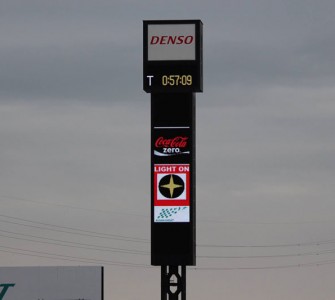 DENSO
T 0:57:09
Coca-Cola
zero
LIGHT ON